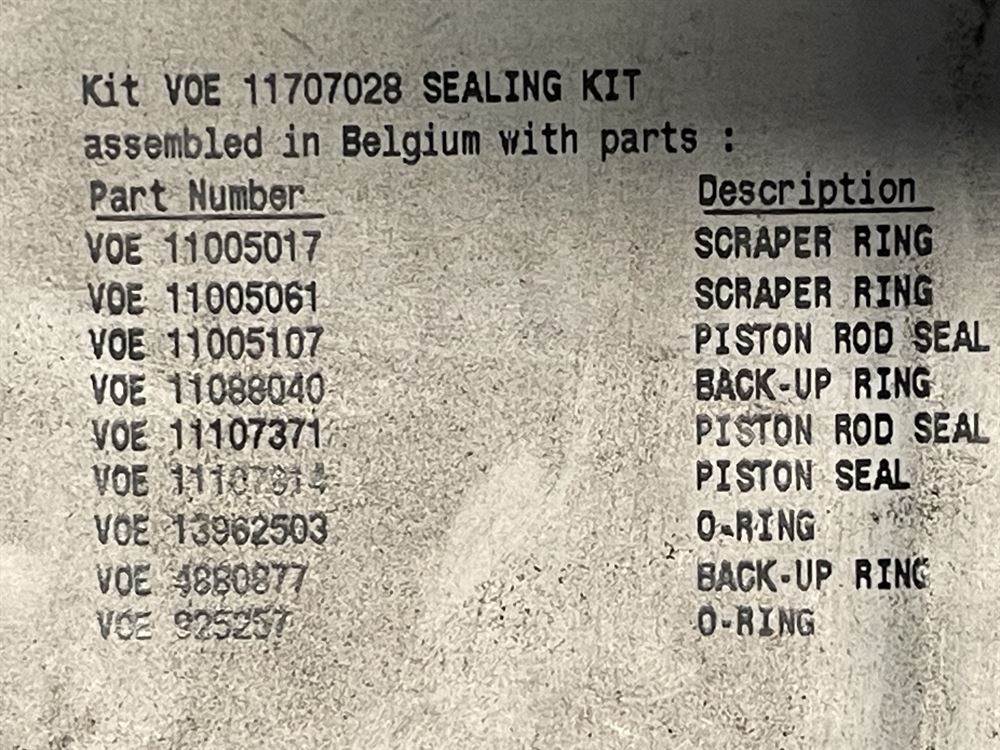 Kit VOE 11707028 SEALING KIT
assembled in Belgium with parts :
Part Number Description
VOE 11005017 SCRAPER RING
VOE 11005061 SCRAPER RING
VOE 11005107 PISTON ROD SEAL
VOE 11088040 BACK-UP RING
VOE 11107371 PISTON ROD SEAL
VOE PISTON SEAL
VOE 13962503 O-RING
VOE 4880877 BACK-UP RING
VOE 925257 O-RING